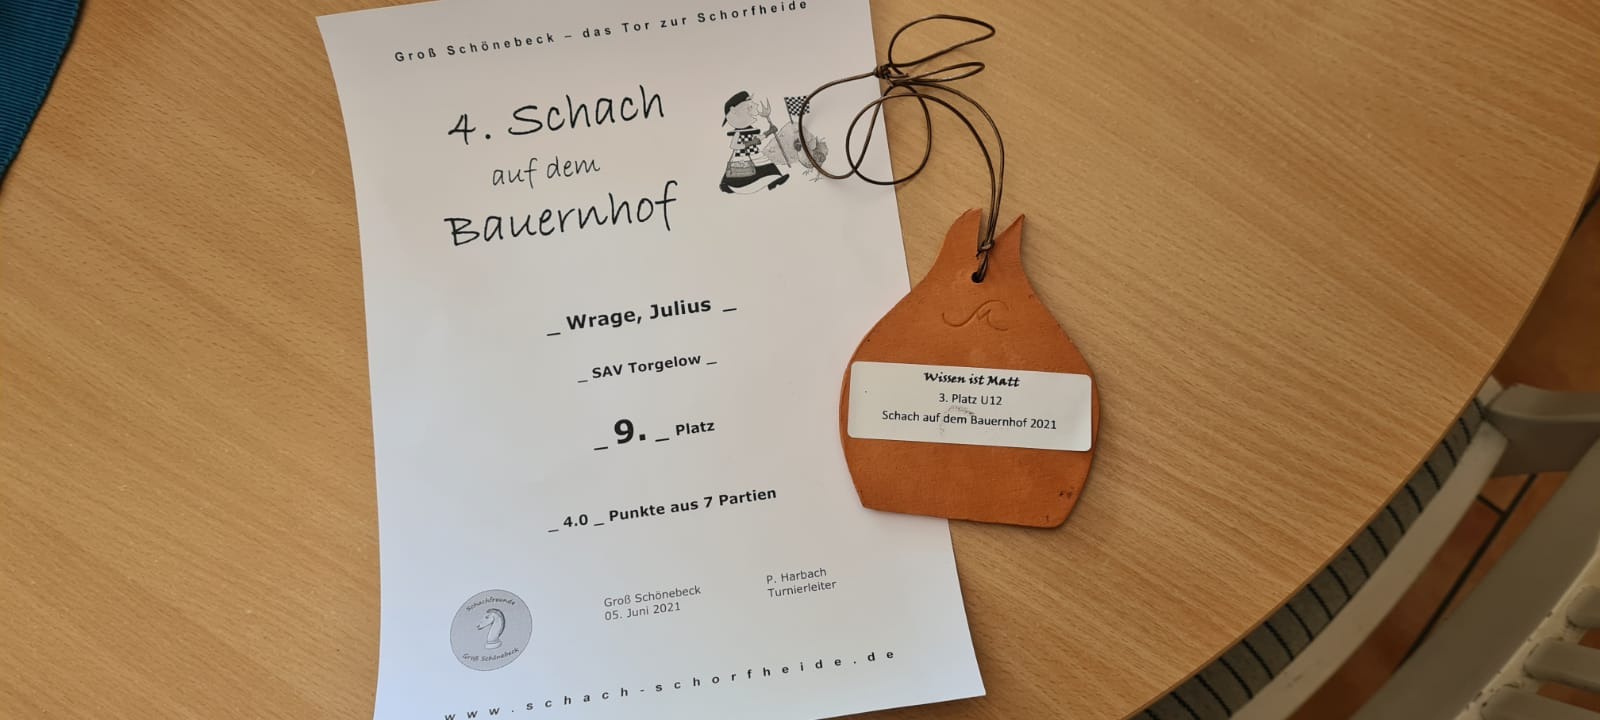 Groß Schönebeck – das Tor zur Schorfheide
4. Schach
auf dem
Bauernhof
_ Wrage, Julius _
_ SAV Torgelow _
_ 9. _ Platz
_ 4.0 _ Punkte aus 7 Partien
Schachfreunde
Groß Schönebeck
Groß Schönebeck
05. Juni 2021
P. Harbach
Turnierleiter
www.schach-schorfheide.de
Wissen ist Matt
3. Platz U12
Schach auf dem Bauernhof 2021